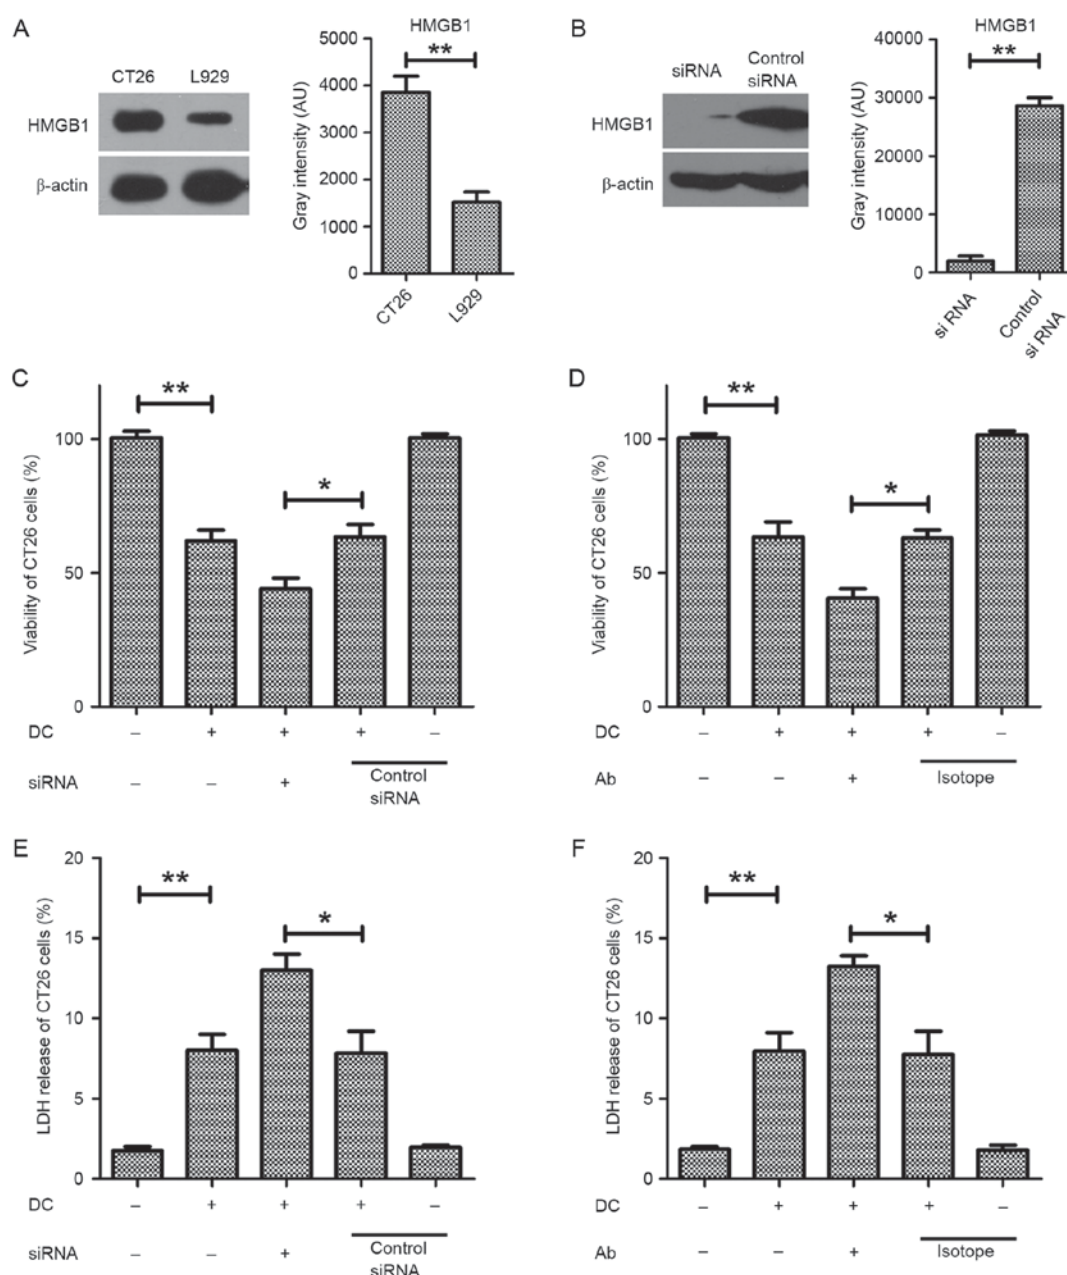 A
HMGB1
CT26 L929
HMGB1
β-actin
Gray intensity (AU)
5000
4000
3000
2000
1000
0
**
CT26
L929
B
HMGB1
siRNA
Control
siRNA
HMGB1
β-actin
Gray intensity (AU)
40000
30000
20000
10000
0
**
si RNA
Control
si RNA
C
Viability of CT26 cells (%)
100
50
0
**
*
DC – + + + –
siRNA – – + Control
siRNA
D
Viability of CT26 cells (%)
100
50
0
**
*
DC – + + + –
Ab – – + Isotope
E
LDH release of CT26 cells (%)
20
15
10
5
0
**
*
DC – + + + –
siRNA – – + Control
siRNA
F
LDH release of CT26 cells (%)
20
15
10
5
0
**
*
DC – + + + –
Ab – – + Isotope